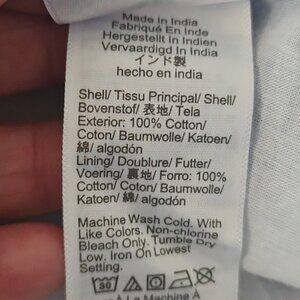 Made In India
Fabriqué En Inde
Hergestellt In Indien
Vervaardigd In India
インド製
hecho en india
Shell/ Tissu Principal/ Shell/
Bovenstof/ 表地/ Tela
Exterior: 100% Cotton/
Coton/ Baumwolle/ Katoen/
綿/ algodón
Lining/ Doublure/ Futter/
Voering/ 裏地/ Forro: 100%
Cotton/ Coton/ Baumwolle/
Katoen/ 綿/ algodón
Machine Wash Cold. With
Like Colors. Non-chlorine
Bleach Only. Tumble Dry
Low. Iron On Lowest
Setting.
30
À La Machine À